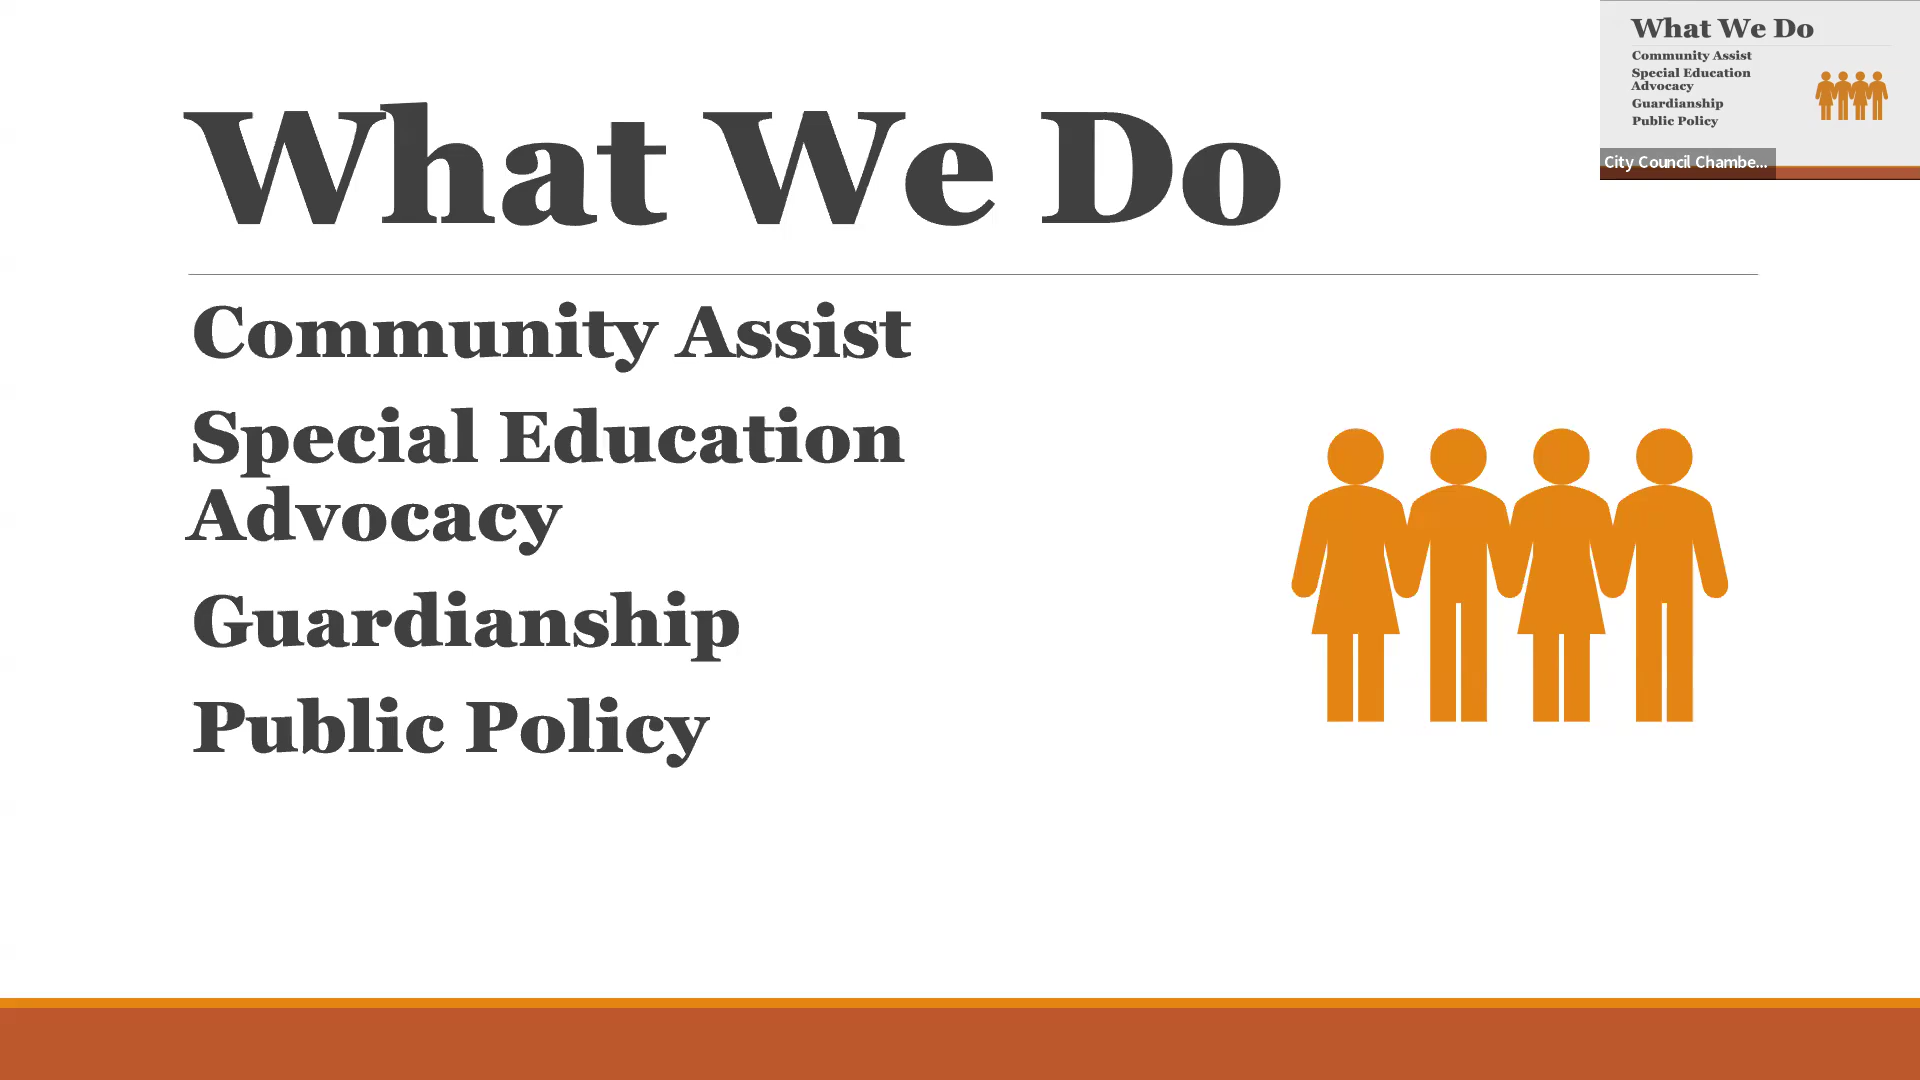 What We Do
Community Assist
Special Education
Advocacy
Guardianship
Public Policy
What We Do
Community Assist
Special Education
Advocacy
Guardianship
Public Policy
City Council Chambe...